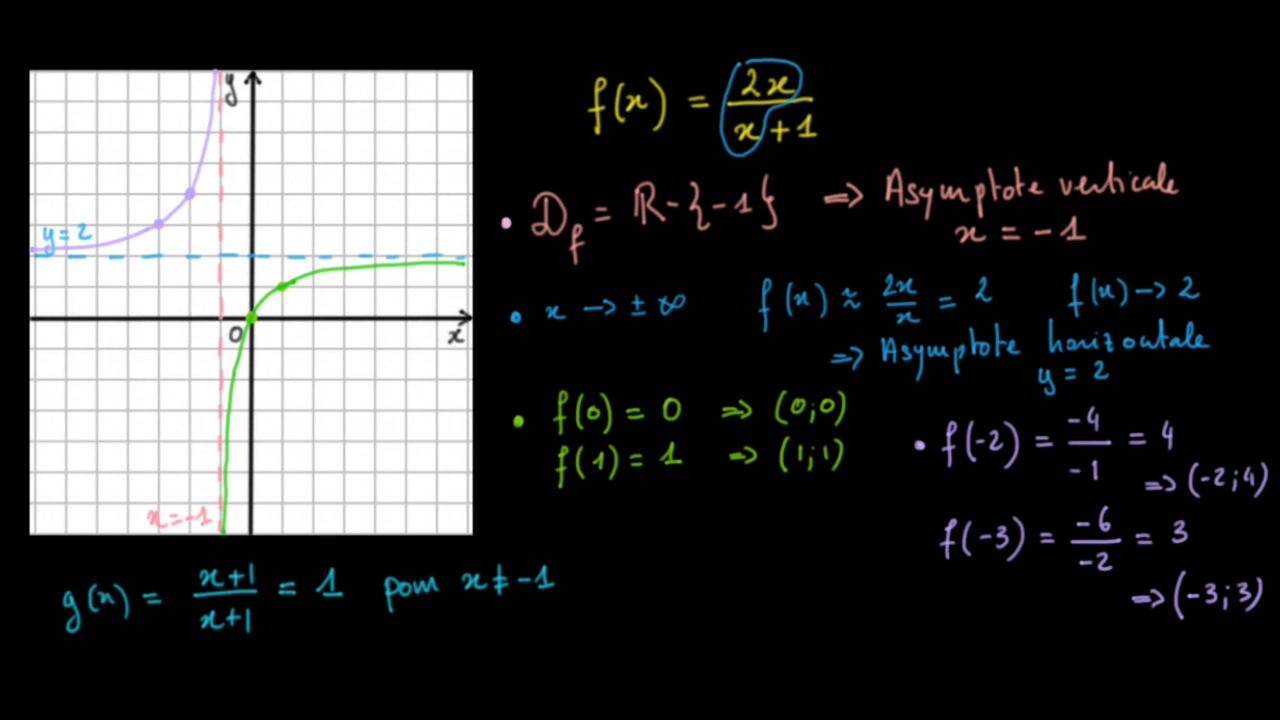 y
y = 2
0
x
x = -1
f(x) = 2x / x + 1
• Df = ℝ - {-1} ⇒ Asymptote verticale
x = -1
• x → ± ∞ f(x) ≈ 2x / x = 2 f(x) → 2
⇒ Asymptote horizontale
y = 2
• f(0) = 0 ⇒ (0;0)
f(1) = 1 ⇒ (1;1)
• f(-2) = -4 / -1 = 4
⇒ (-2;4)
f(-3) = -6 / -2 = 3
⇒ (-3;3)
g(x) = x+1 / x+1 = 1 pour x ≠ -1